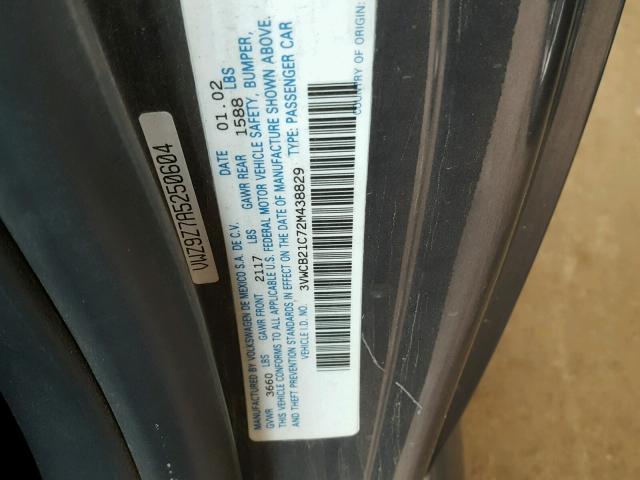 VWZ9Z7A5250604
MANUFACTURED BY VOLKSWAGEN DE MEXICO S.A. DE C.V. DATE 01 02
GVWR 3660 LBS GAWR FRONT 2117 LBS GAWR REAR 1588 LBS
THIS VEHICLE CONFORMS TO ALL APPLICABLE U.S. FEDERAL MOTOR VEHICLE SAFETY, BUMPER,
AND THEFT PREVENTION STANDARDS IN EFFECT ON THE DATE OF MANUFACTURE SHOWN ABOVE.
VEHICLE I.D. NO. 3VWCB21C72M438829 TYPE: PASSENGER CAR
COUNTRY OF ORIGIN: